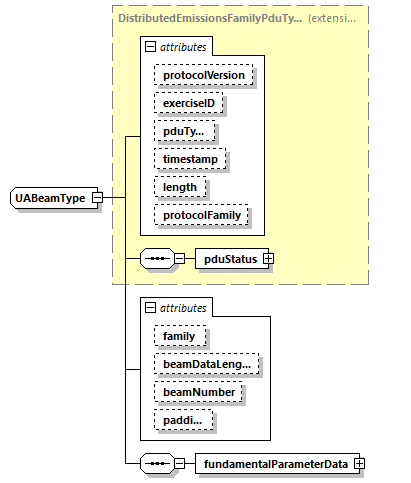 DistributedEmissionsFamilyPduTy... (extensi...
attributes
protocolVersion
exerciseID
pduTy...
timestamp
length
protocolFamily
UABeamType
pduStatus
attributes
family
beamDataLeng...
beamNumber
paddi...
fundamentalParameterData